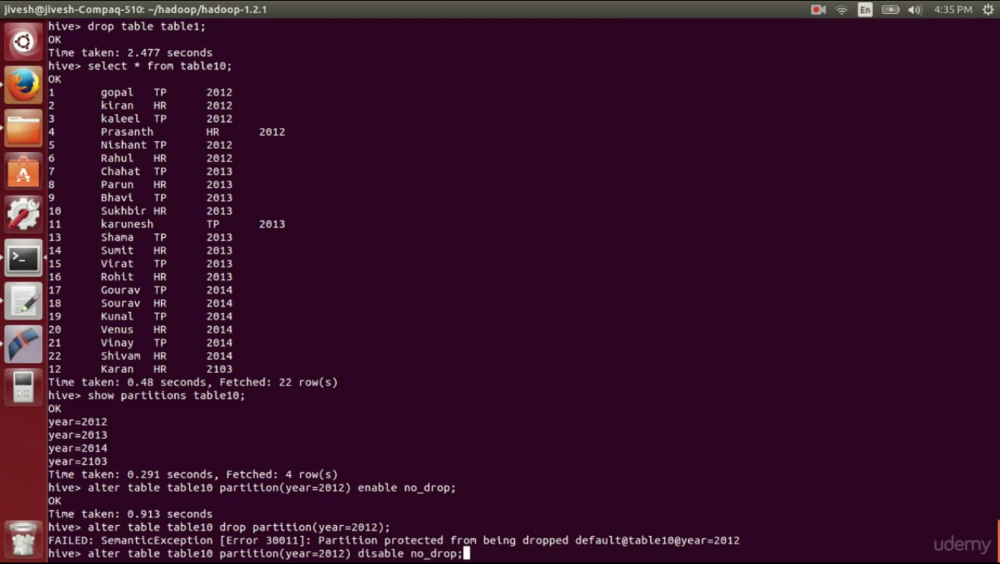 jivesh@jivesh-Compaq-510: ~/hadoop/hadoop-1.2.1 En 4:35 PM
hive> drop table table1;
OK
Time taken: 2.477 seconds
hive> select * from table10;
OK
1 gopal TP 2012
2 kiran HR 2012
3 kaleel TP 2012
4 Prasanth HR 2012
5 Nishant TP 2012
6 Rahul HR 2012
7 Chahat TP 2013
8 Parun HR 2013
9 Bhavi TP 2013
10 Sukhbir HR 2013
11 karunesh TP 2013
13 Shama TP 2013
14 Sumit HR 2013
15 Virat TP 2013
16 Rohit HR 2013
17 Gourav TP 2014
18 Sourav HR 2014
19 Kunal TP 2014
20 Venus HR 2014
21 Vinay TP 2014
22 Shivam HR 2014
12 Karan HR 2103
Time taken: 0.48 seconds, Fetched: 22 row(s)
hive> show partitions table10;
OK
year=2012
year=2013
year=2014
year=2103
Time taken: 0.291 seconds, Fetched: 4 row(s)
hive> alter table table10 partition(year=2012) enable no_drop;
OK
Time taken: 0.913 seconds
hive> alter table table10 drop partition(year=2012);
FAILED: SemanticException [Error 30011]: Partition protected from being dropped default@table10@year=2012
hive> alter table table10 partition(year=2012) disable no_drop;
udemy